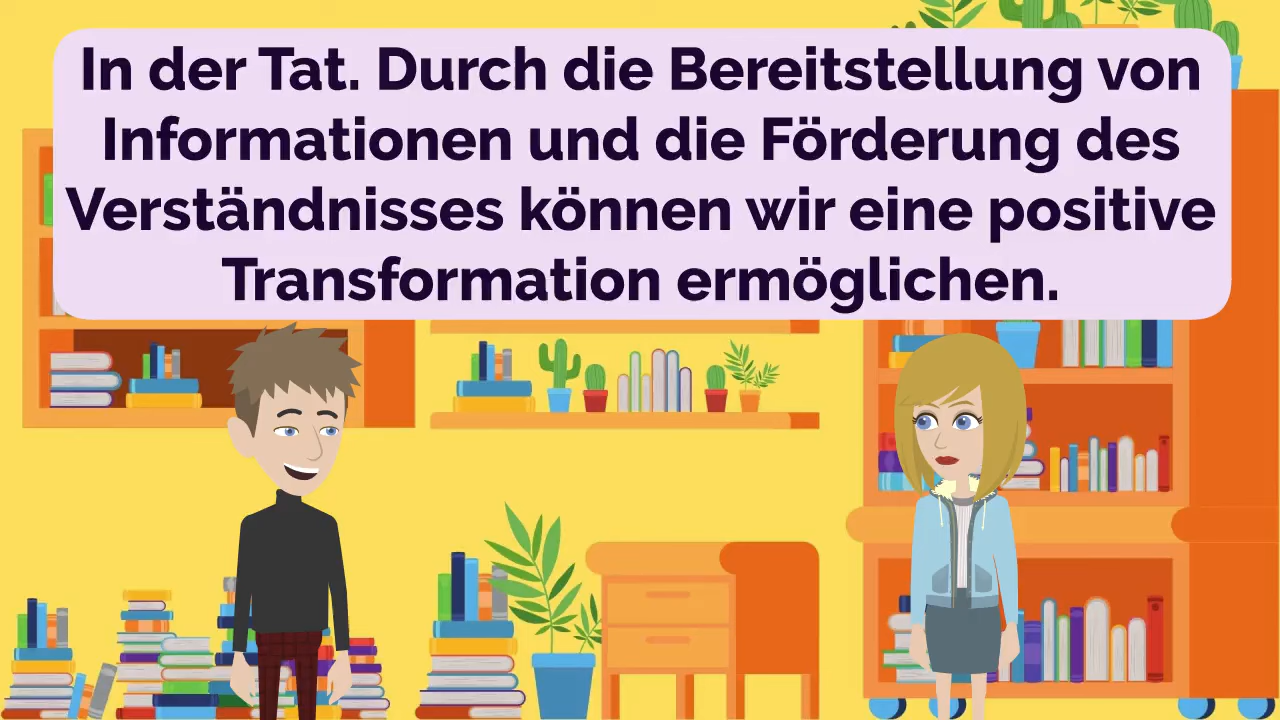 In der Tat. Durch die Bereitstellung von
Informationen und die Förderung des
Verständnisses können wir eine positive
Transformation ermöglichen.